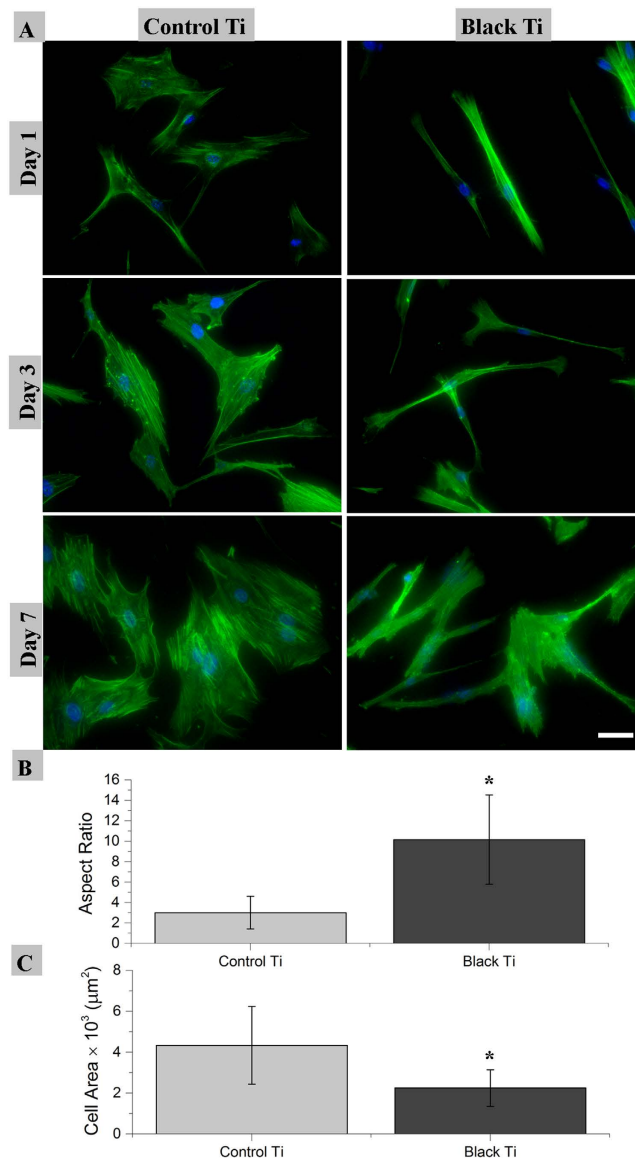 A
Control Ti
Black Ti
Day 1
Day 3
Day 7
B
16
14
12
10
8
6
4
2
0
Aspect Ratio
*
Control Ti
Black Ti
C
8
6
4
2
0
Cell Area × 10³ (μm²)
*
Control Ti
Black Ti